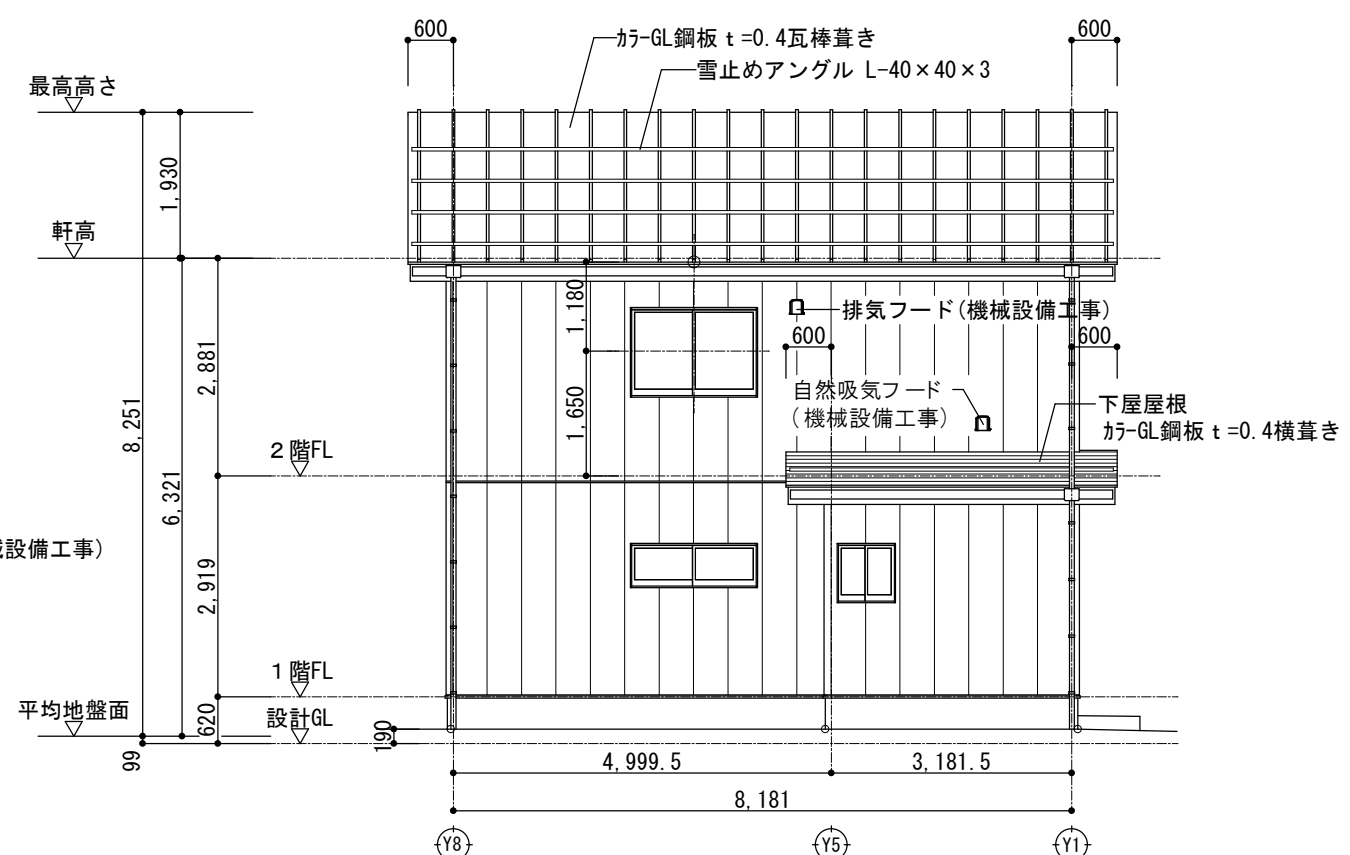 600
ｶﾗｰGL鋼板 t=0.4瓦棒葺き
600
雪止めアングル L-40×40×3
最高高さ
1,930
軒高
1,180
排気フード(機械設備工事)
600
600
2,881
自然吸気フード
(機械設備工事)
8,251
1,650
下屋屋根
ｶﾗｰGL鋼板 t=0.4横葺き
２階FL
6,321
設備工事)
2,919
１階FL
平均地盤面
620
設計GL
190
99
4,999.5
3,181.5
8,181
Y8
Y5
Y1